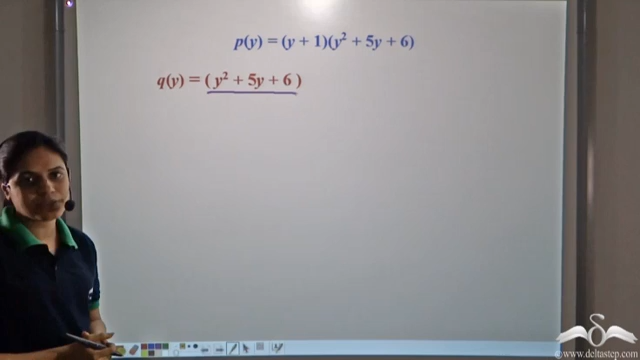 p(y) = (y + 1)(y² + 5y + 6)
q(y) = ( y² + 5y + 6 )
©www.deltastep.com